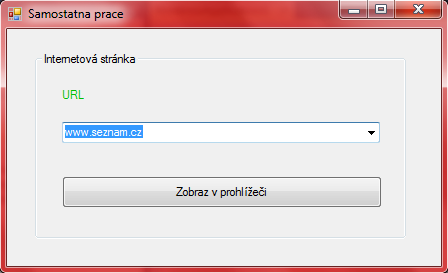 Samostatna prace
Internetová stránka
URL
www.seznam.cz
Zobraz v prohlížeči